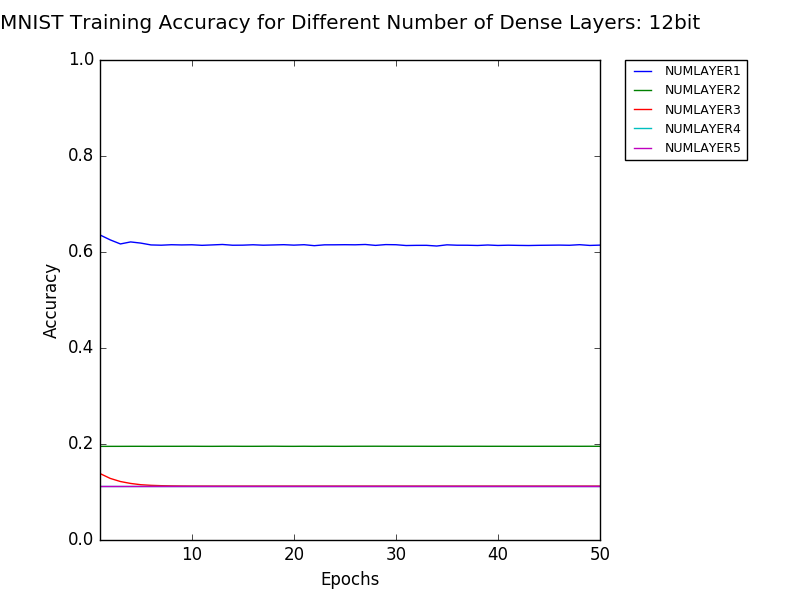 MNIST Training Accuracy for Different Number of Dense Layers: 12bit
1.0
0.8
0.6
0.4
0.2
0.0
Accuracy
10 20 30 40 50
Epochs
NUMLAYER1
NUMLAYER2
NUMLAYER3
NUMLAYER4
NUMLAYER5